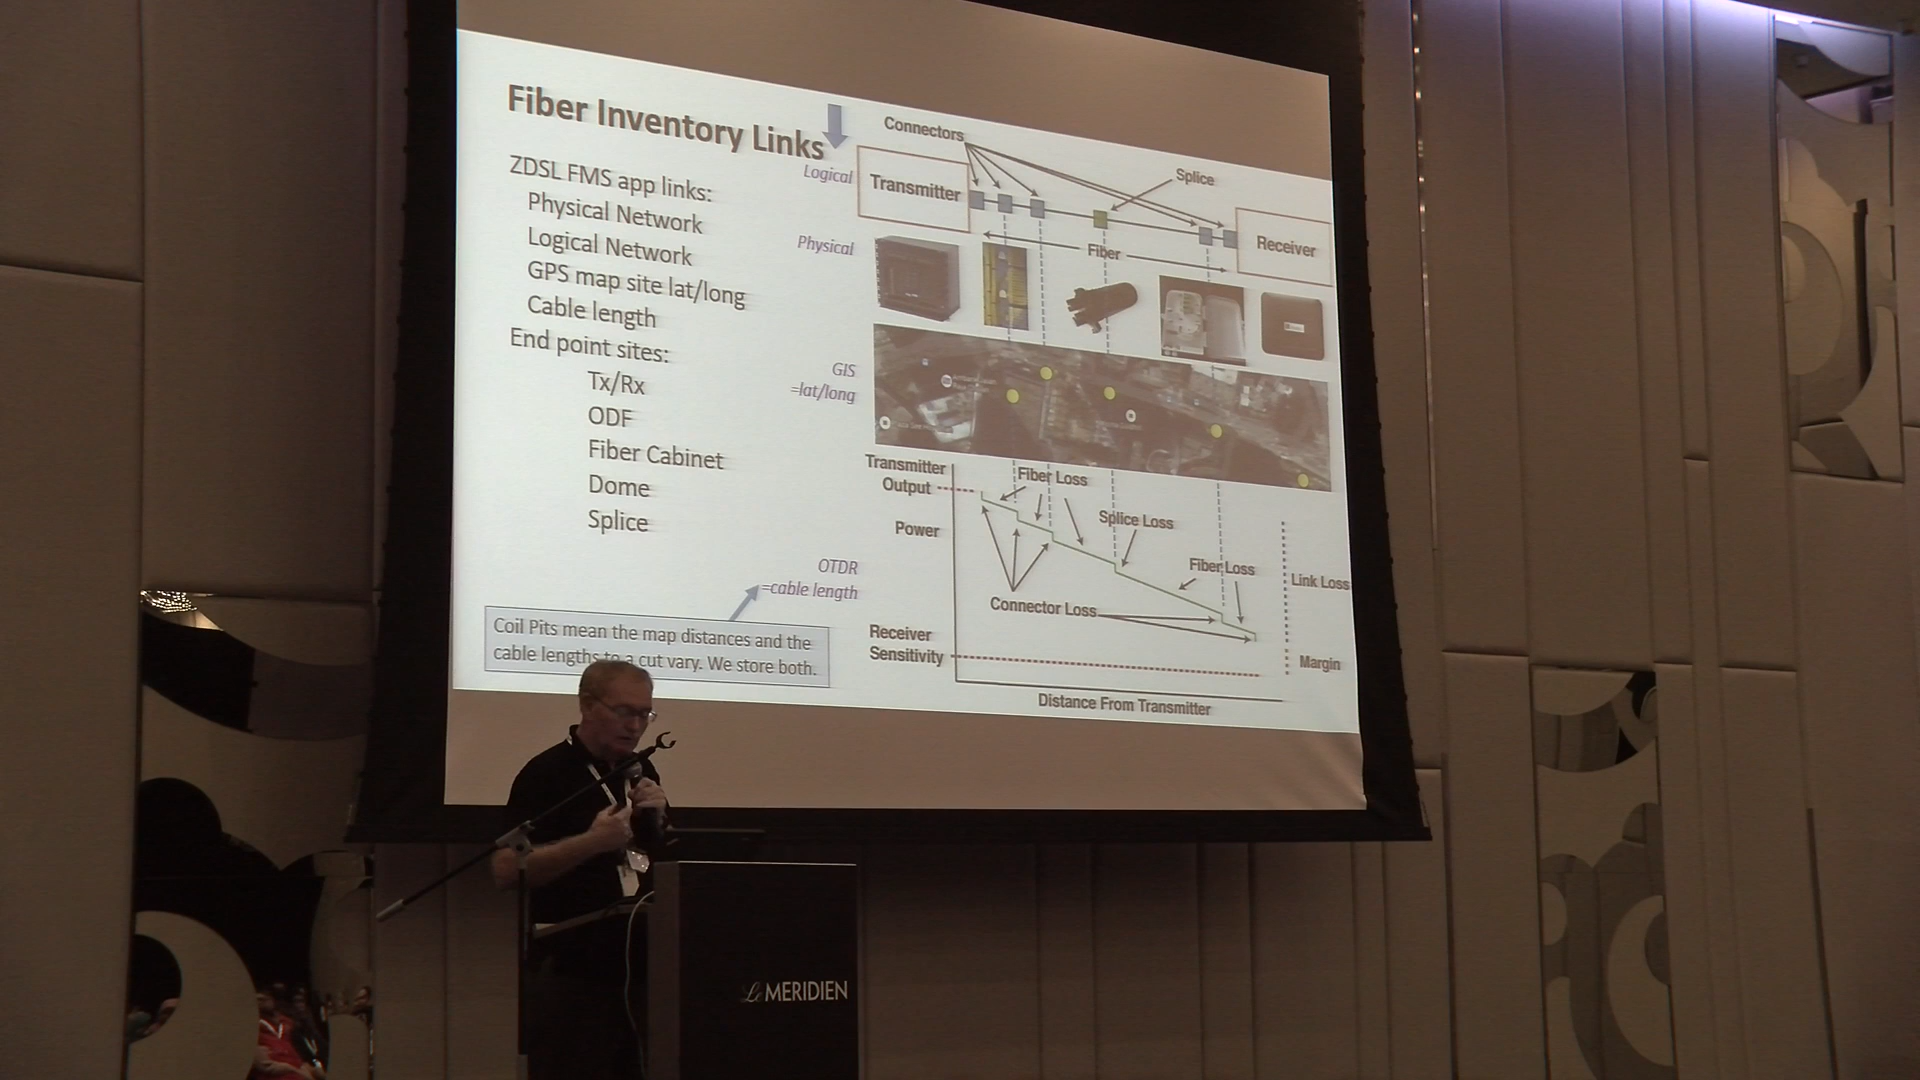 Fiber Inventory Links
ZDSL FMS app links:
Physical Network
Logical Network
GPS map site lat/long
Cable length
End point sites:
Tx/Rx
ODF
Fiber Cabinet
Dome
Splice
Coil Pits mean the map distances and the
cable lengths to a cut vary. We store both.
Logical
Physical
GIS
=lat/long
OTDR
=cable length
Connectors
Splice
Transmitter
Receiver
Fiber
Transmitter
Output
Fiber Loss
Power
Splice Loss
Fiber Loss
Link Loss
Connector Loss
Receiver
Sensitivity
Margin
Distance From Transmitter
Le MERIDIEN